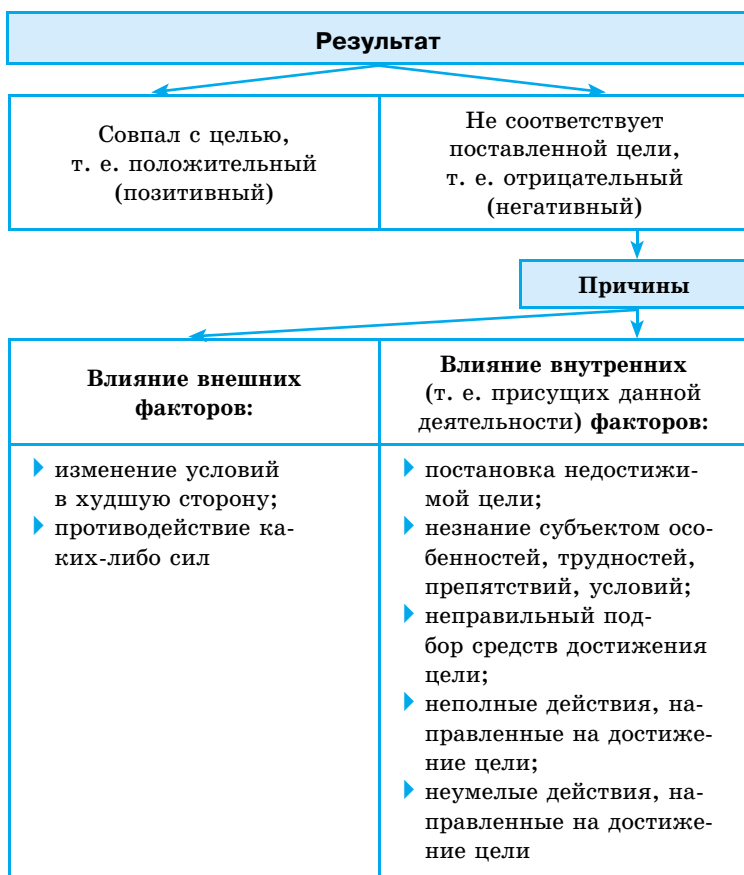 Результат
Совпал с целью,
т. е. положительный
(позитивный)
Не соответствует
поставленной цели,
т. е. отрицательный
(негативный)
Причины
Влияние внешних
факторов:
Влияние внутренних
(т. е. присущих данной
деятельности) факторов:
изменение условий
в худшую сторону;
противодействие ка-
ких-либо сил
постановка недостижи-
мой цели;
незнание субъектом осо-
бенностей, трудностей,
препятствий, условий;
неправильный под-
бор средств достижения
цели;
неполные действия, на-
правленные на достиже-
ние цели;
неумелые действия, на-
правленные на достиже-
ние цели